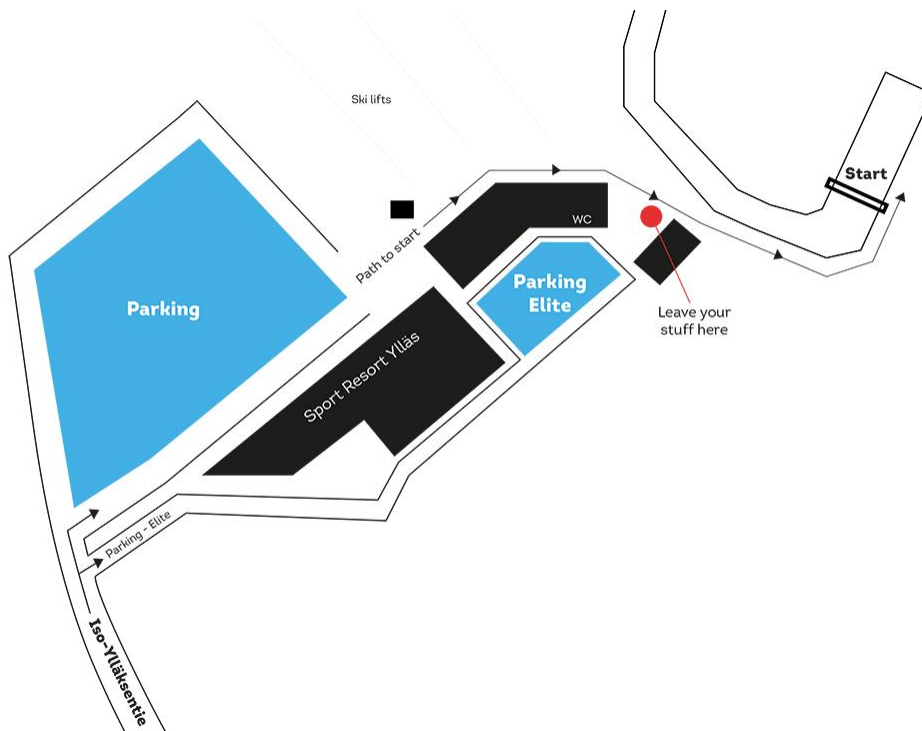 Ski lifts
Start
WC
Path to start
Parking
Parking
Elite
Leave your
stuff here
Sport Resort Ylläs
Parking - Elite
Iso-Ylläksentie